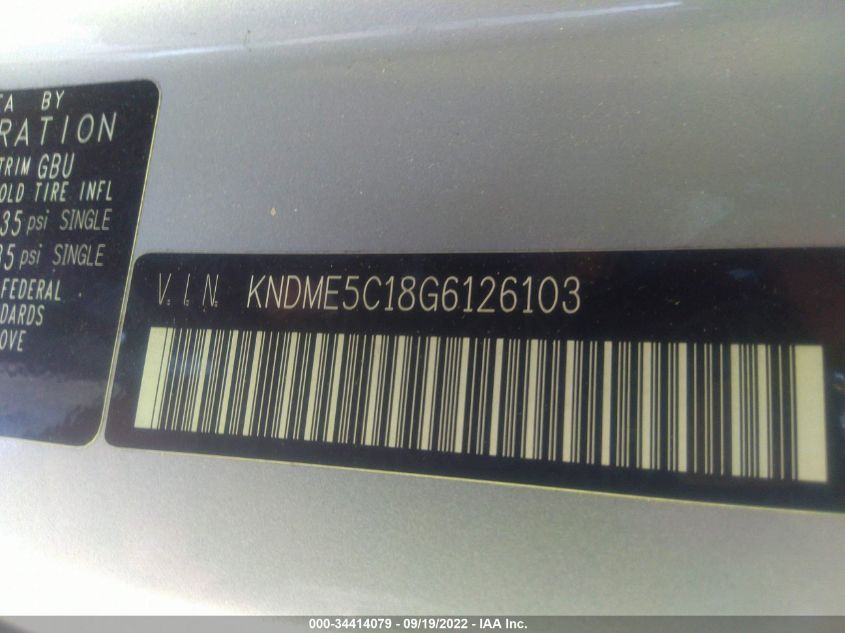 TA BY
RATION
TRIM GBU
OLD TIRE INFL
35 psi SINGLE
35 psi SINGLE
FEDERAL
DARDS
OVE
V.I.N. KNDME5C18G6126103
000-34414079 - 09/19/2022 - IAA Inc.